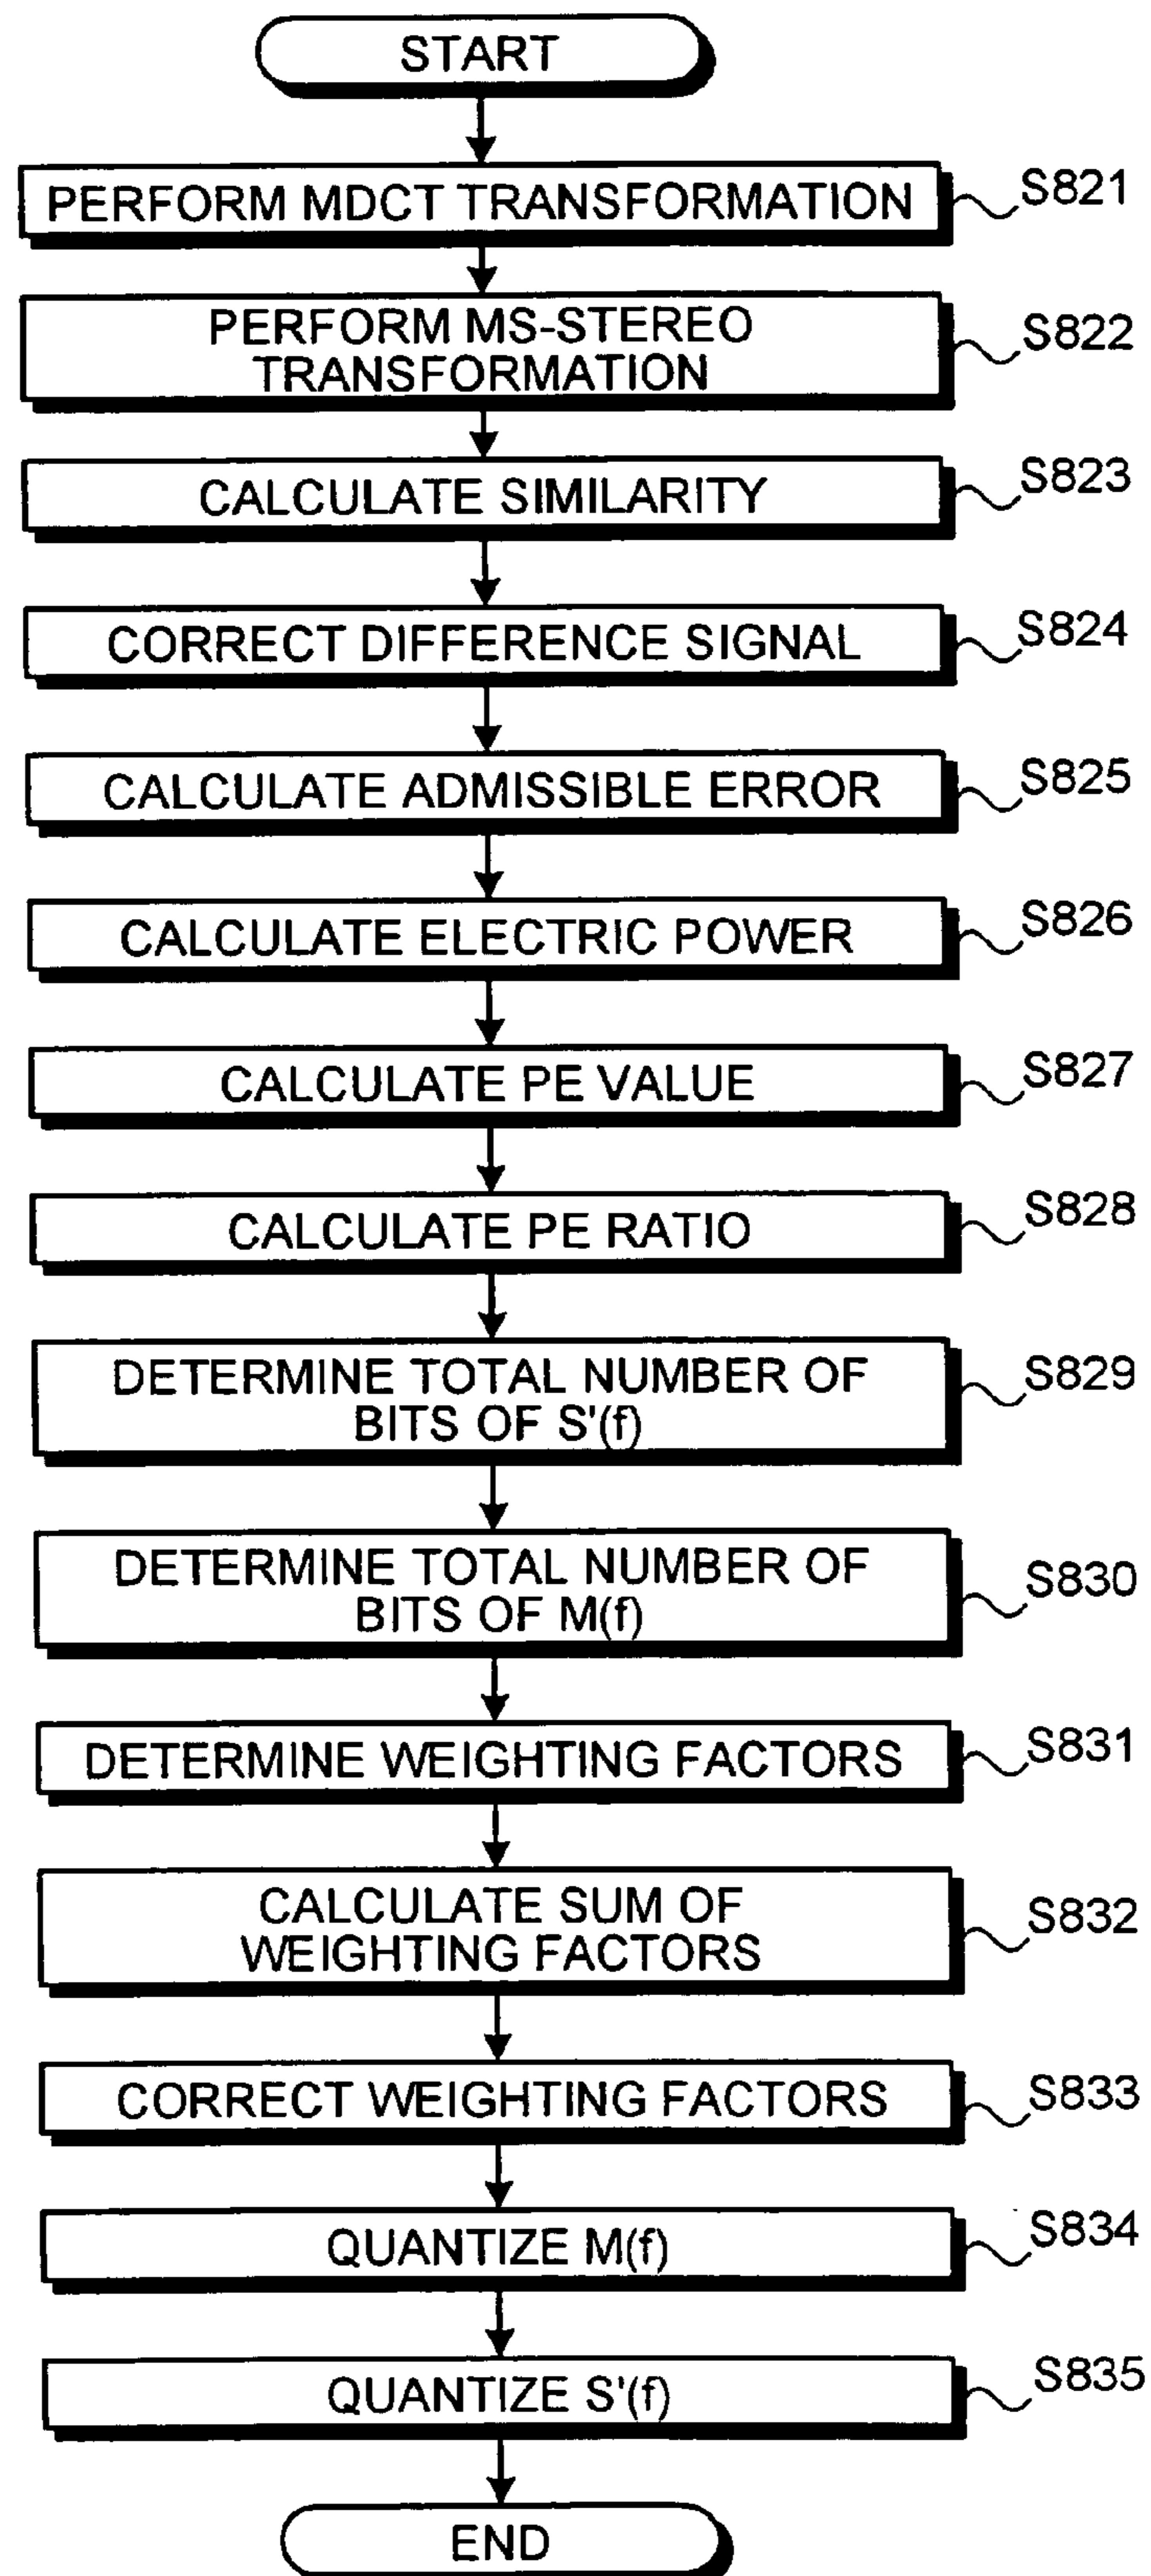 START
PERFORM MDCT TRANSFORMATION
S821
PERFORM MS-STEREO
TRANSFORMATION
S822
CALCULATE SIMILARITY
S823
CORRECT DIFFERENCE SIGNAL
S824
CALCULATE ADMISSIBLE ERROR
S825
CALCULATE ELECTRIC POWER
S826
CALCULATE PE VALUE
S827
CALCULATE PE RATIO
S828
DETERMINE TOTAL NUMBER OF
BITS OF S'(f)
S829
DETERMINE TOTAL NUMBER OF
BITS OF M(f)
S830
DETERMINE WEIGHTING FACTORS
S831
CALCULATE SUM OF
WEIGHTING FACTORS
S832
CORRECT WEIGHTING FACTORS
S833
QUANTIZE M(f)
S834
QUANTIZE S'(f)
S835
END